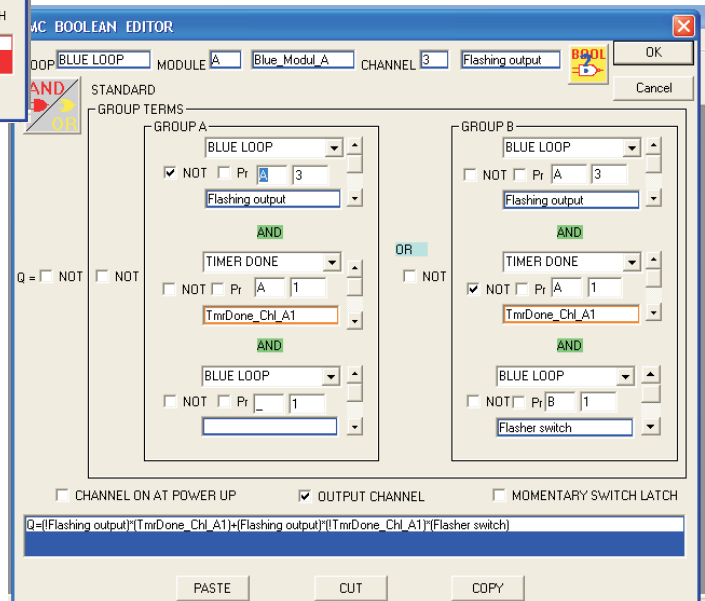 H
MC BOOLEAN EDITOR
OOP BLUE LOOP MODULE A Blue_Modul_A CHANNEL 3 Flashing output BOOL ? OK
AND OR STANDARD Cancel
GROUP TERMS
GROUP A GROUP B
BLUE LOOP BLUE LOOP
NOT Pr A 3 NOT Pr A 3
Flashing output Flashing output
AND AND
OR
TIMER DONE TIMER DONE
Q = NOT NOT NOT Pr A 1 NOT NOT Pr A 1
TmrDone_Chl_A1 TmrDone_Chl_A1
AND AND
BLUE LOOP BLUE LOOP
NOT Pr _ 1 NOT Pr B 1
Flasher switch
CHANNEL ON AT POWER UP OUTPUT CHANNEL MOMENTARY SWITCH LATCH
Q=(!Flashing output)*(TmrDone_Chl_A1)+(Flashing output)*(!TmrDone_Chl_A1)*(Flasher switch)
PASTE CUT COPY